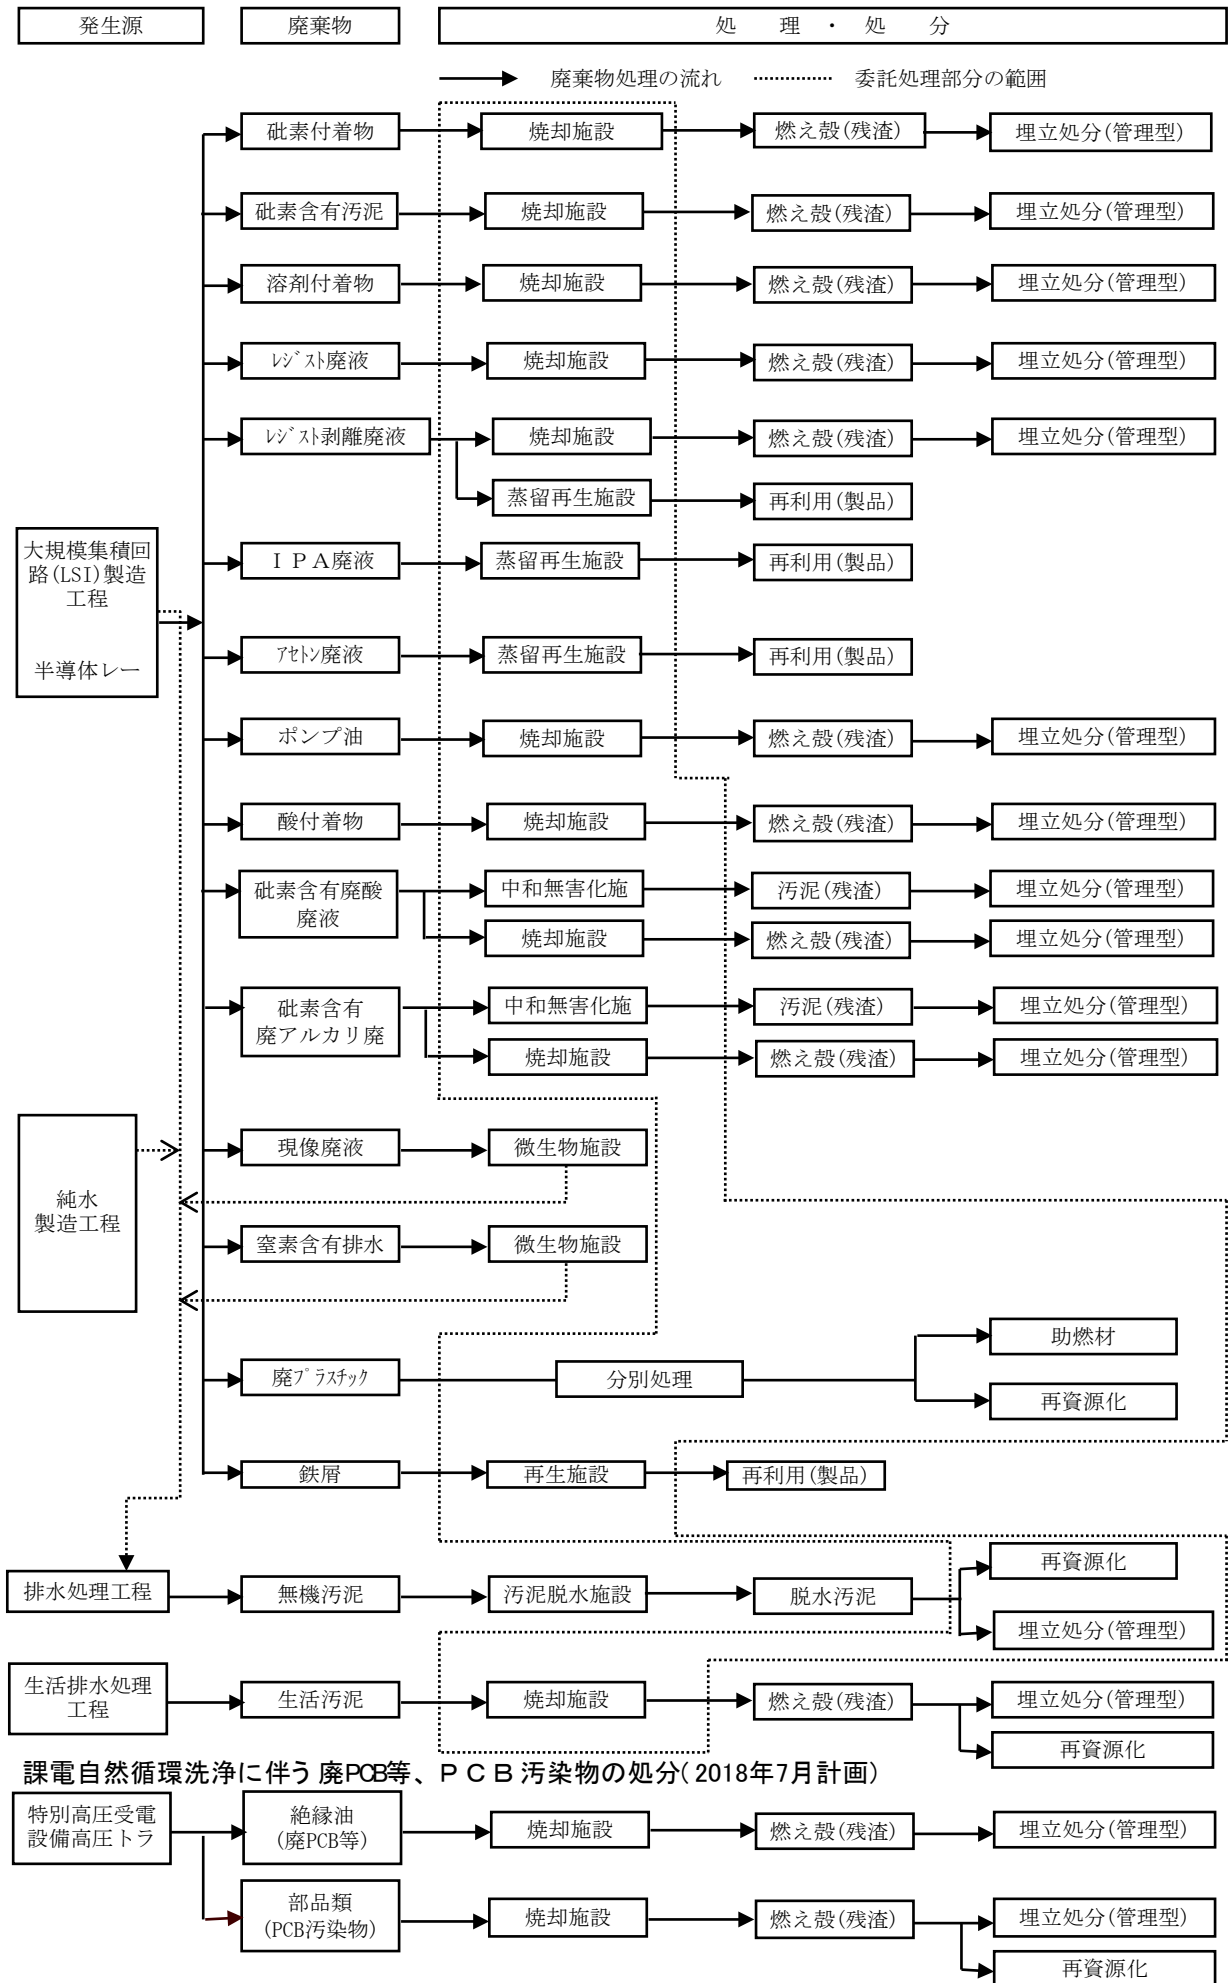 発生源 廃棄物 処 理 ・ 処 分
廃棄物処理の流れ 委託処理部分の範囲
砒素付着物 焼却施設 燃え殻(残渣) 埋立処分(管理型)
砒素含有汚泥 焼却施設 燃え殻(残渣) 埋立処分(管理型)
溶剤付着物 焼却施設 燃え殻(残渣) 埋立処分(管理型)
ﾚｼﾞｽﾄ廃液 焼却施設 燃え殻(残渣) 埋立処分(管理型)
ﾚｼﾞｽﾄ剥離廃液 焼却施設 燃え殻(残渣) 埋立処分(管理型)
蒸留再生施設 再利用(製品)
大規模集積回
路(LSI)製造
工程
半導体レー
ＩＰＡ廃液 蒸留再生施設 再利用(製品)
ｱｾﾄﾝ廃液 蒸留再生施設 再利用(製品)
ポンプ油 焼却施設 燃え殻(残渣) 埋立処分(管理型)
酸付着物 焼却施設 燃え殻(残渣) 埋立処分(管理型)
砒素含有廃酸
廃液
中和無害化施 汚泥(残渣) 埋立処分(管理型)
焼却施設 燃え殻(残渣) 埋立処分(管理型)
砒素含有
廃アルカリ廃
中和無害化施 汚泥(残渣) 埋立処分(管理型)
焼却施設 燃え殻(残渣) 埋立処分(管理型)
純水
製造工程
現像廃液 微生物施設
窒素含有排水 微生物施設
廃ﾌﾟﾗｽﾁｯｸ 分別処理 助燃材
再資源化
鉄屑 再生施設 再利用(製品)
排水処理工程 無機汚泥 汚泥脱水施設 脱水汚泥 再資源化
埋立処分(管理型)
生活排水処理
工程
生活汚泥 焼却施設 燃え殻(残渣) 埋立処分(管理型)
再資源化
課電自然循環洗浄に伴う廃PCB等、ＰＣＢ汚染物の処分(2018年7月計画)
特別高圧受電
設備高圧トラ
絶縁油
(廃PCB等)
焼却施設 燃え殻(残渣) 埋立処分(管理型)
部品類
(PCB汚染物)
焼却施設 燃え殻(残渣) 埋立処分(管理型)
再資源化